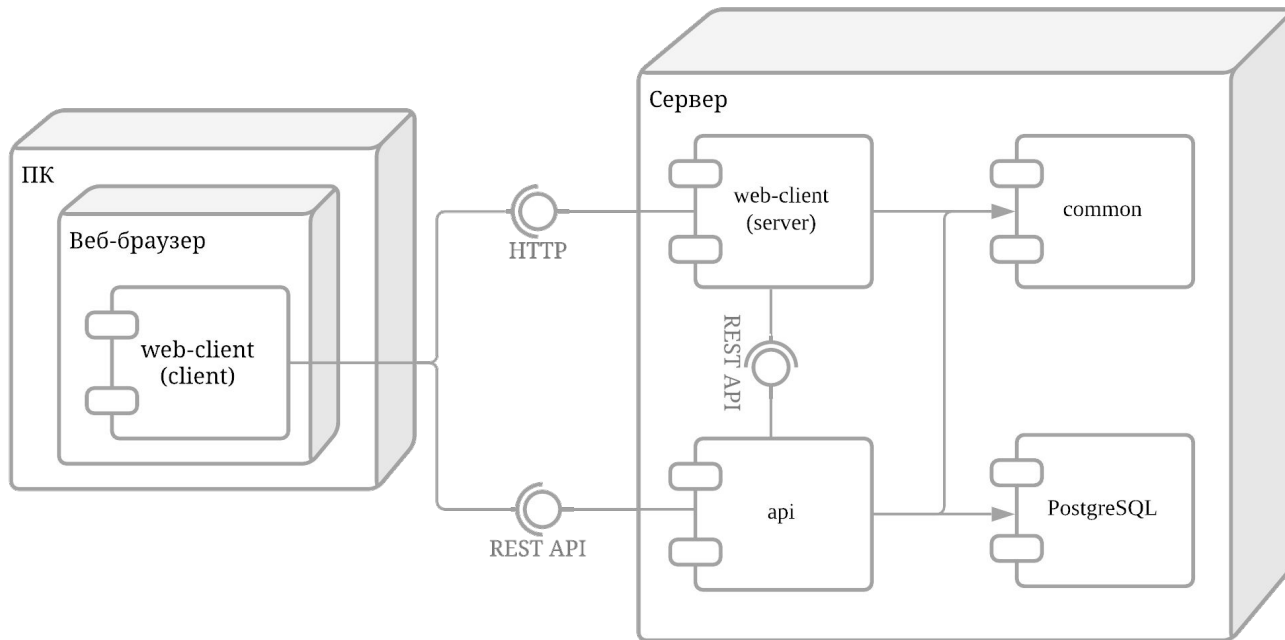 Сервер
ПК
Веб-браузер
web-client
(client)
HTTP
REST API
web-client
(server)
common
REST API
api
PostgreSQL